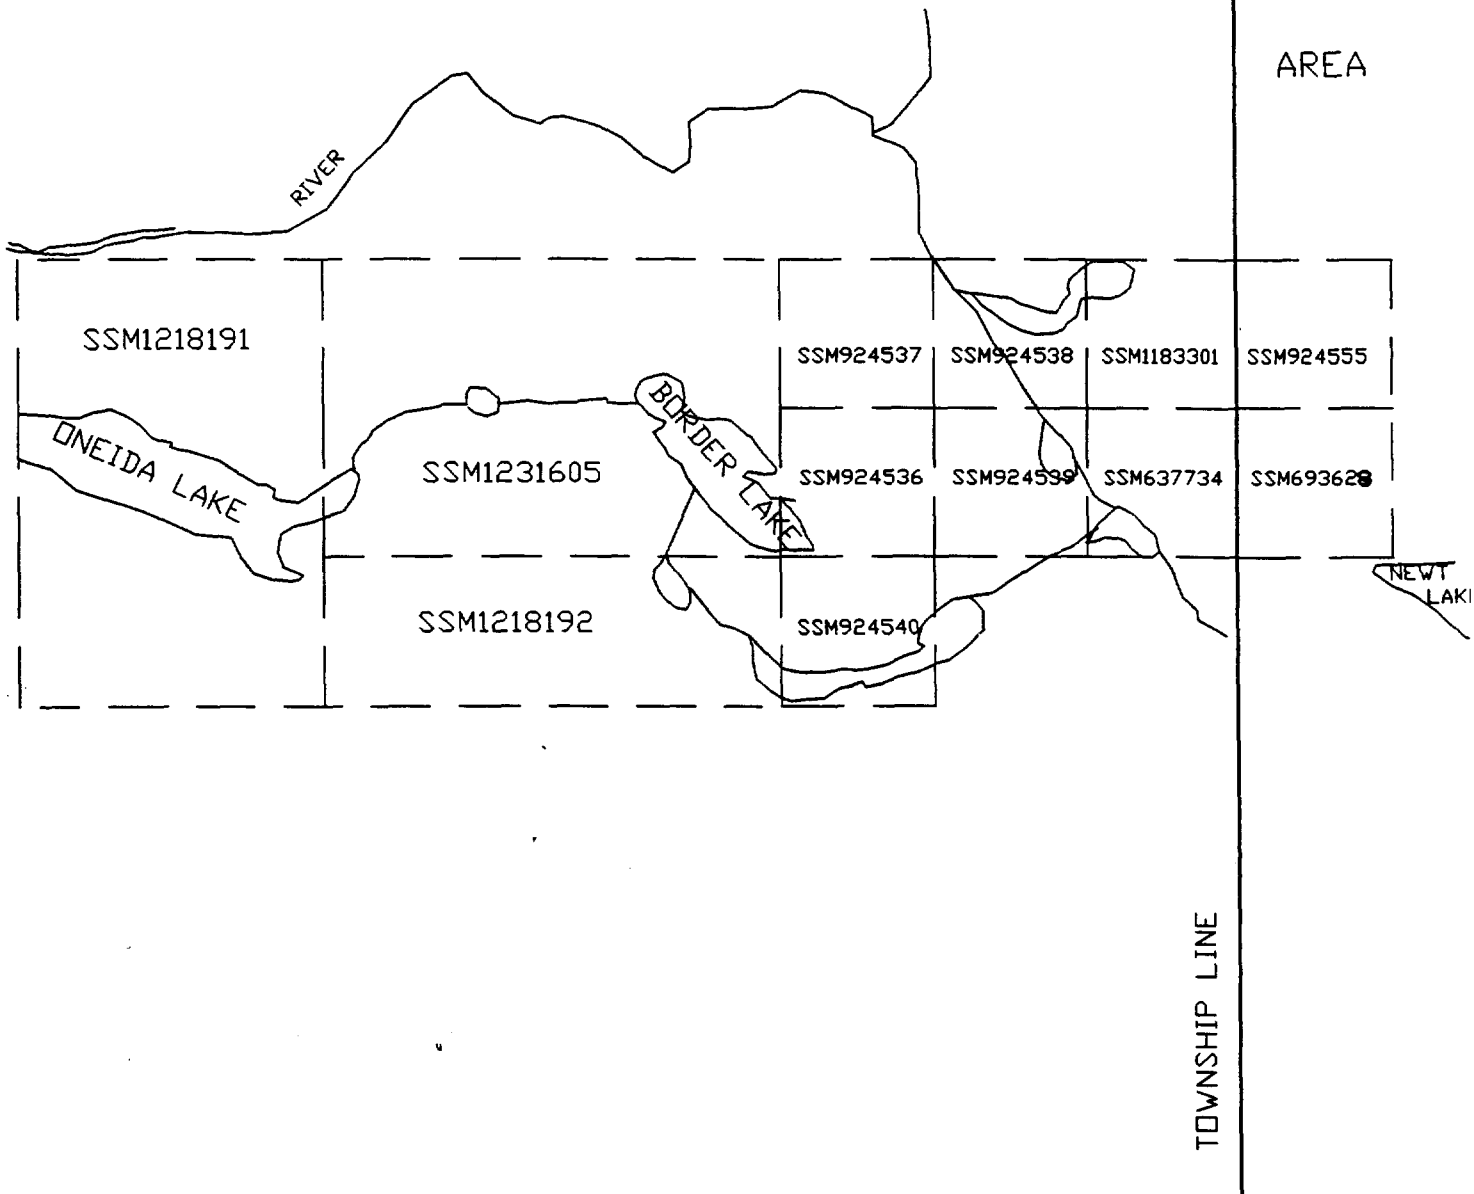 AREA
RIVER
SSM1218191
SSM924537
SSM924538
SSM1183301
SSM924555
ONEIDA LAKE
BORDER LAKE
SSM1231605
SSM924536
SSM924539
SSM637734
SSM693628
NEWT
LAKE
SSM1218192
SSM924540
TOWNSHIP LINE